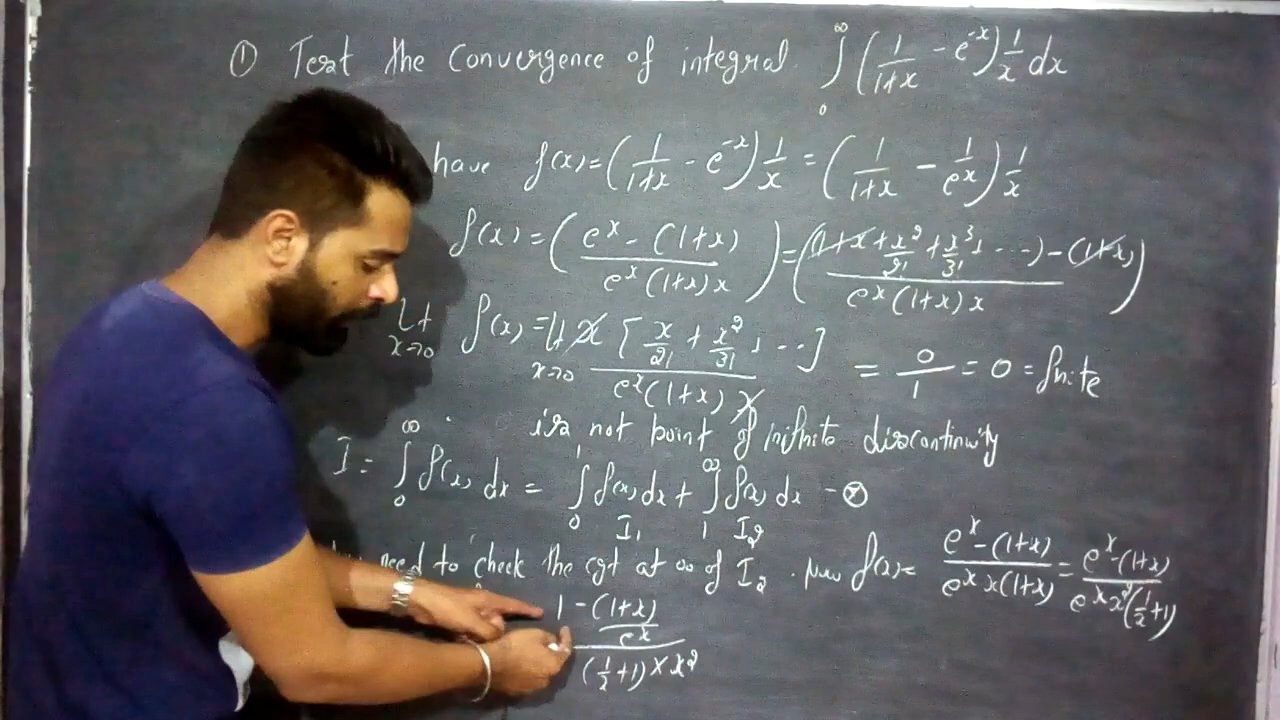 ① Test the Convergence of integral. ∫₀^∞ (1/(1+x) - e^-x) 1/x dx
have f(x) = (1/(1+x) - e^-x) 1/x = (1/(1+x) - 1/e^x) 1/x
f(x) = ((e^x - (1+x))/(e^x (1+x) x)) = (((1+x + x²/2! + x³/3! + ...) - (1+x))/(e^x (1+x) x))
lt x→0 f(x) = lt x→0 x [x/2! + x²/3! + ...]/(e^x (1+x) x) = 0/1 = 0 = finite
is not point of infinite discontinuity
I = ∫₀^∞ f(x) dx = ∫₀^1 f(x) dx + ∫₁^∞ f(x) dx - ⊗
I₁ I₂
need to check the cgt at ∞ of I₂. Now f(x) = (e^x - (1+x))/(e^x x (1+x)) = (e^x - (1+x))/(e^x x² (1/x + 1))
(1 - (1+x)/e^x)/((1/x + 1) × x²)